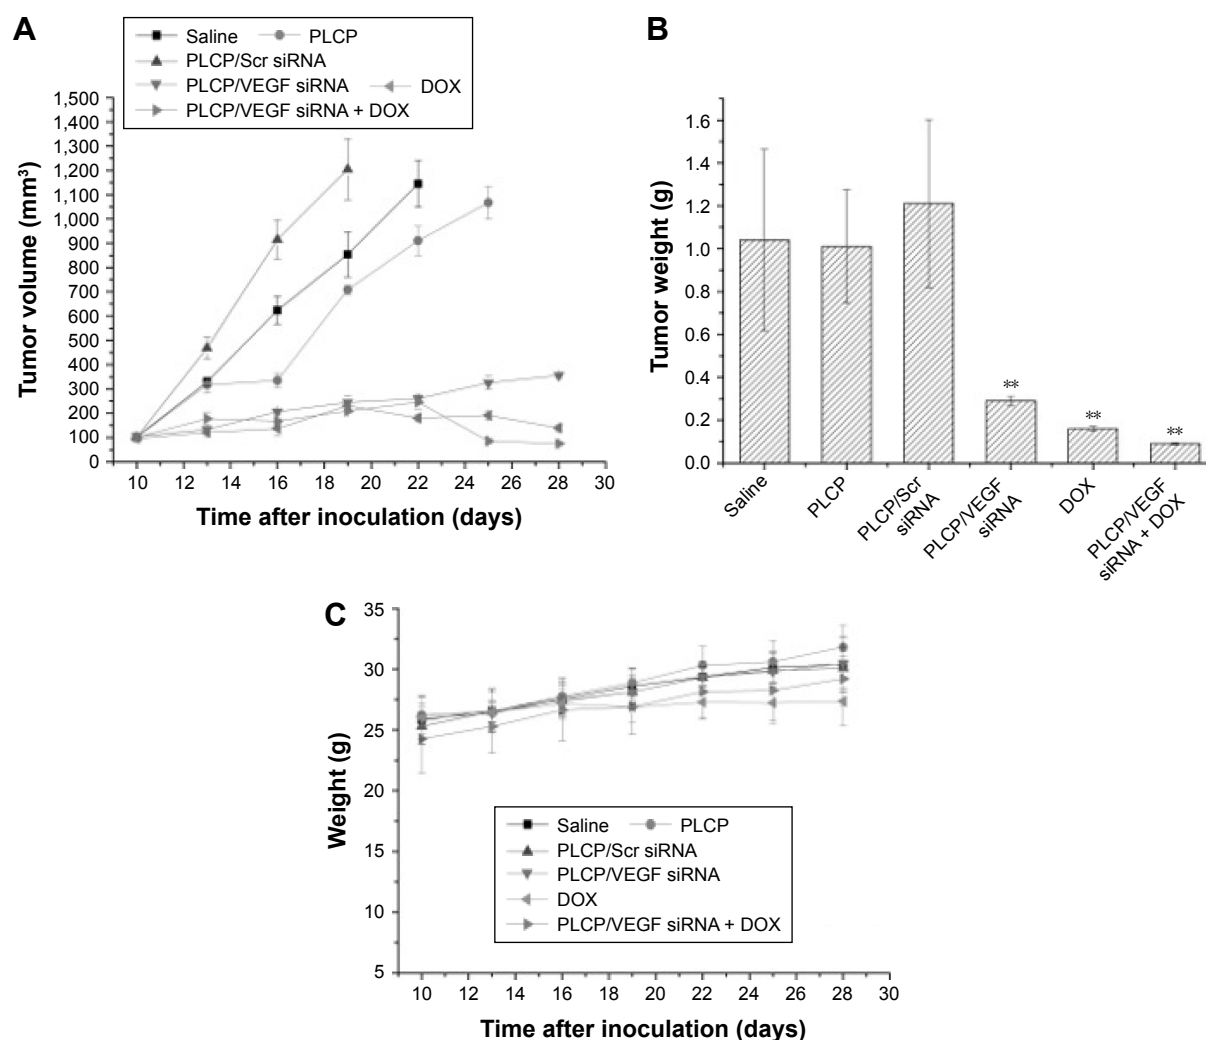 A
Saline
PLCP
PLCP/Scr siRNA
PLCP/VEGF siRNA
DOX
PLCP/VEGF siRNA + DOX
1,500
1,400
1,300
1,200
1,100
1,000
900
800
700
600
500
400
300
200
100
0
Tumor volume (mm³)
10 12 14 16 18 20 22 24 26 28 30
Time after inoculation (days)
B
1.6
1.4
1.2
1.0
0.8
0.6
0.4
0.2
0.0
Tumor weight (g)
**
**
**
Saline
PLCP
PLCP/Scr
siRNA
PLCP/VEGF
siRNA
DOX
PLCP/VEGF
siRNA + DOX
C
35
30
25
20
15
10
5
Weight (g)
Saline
PLCP
PLCP/Scr siRNA
PLCP/VEGF siRNA
DOX
PLCP/VEGF siRNA + DOX
10 12 14 16 18 20 22 24 26 28 30
Time after inoculation (days)